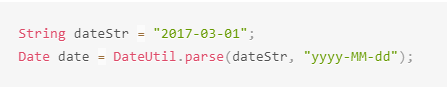 String dateStr = "2017-03-01";
Date date = DateUtil.parse(dateStr, "yyyy-MM-dd");